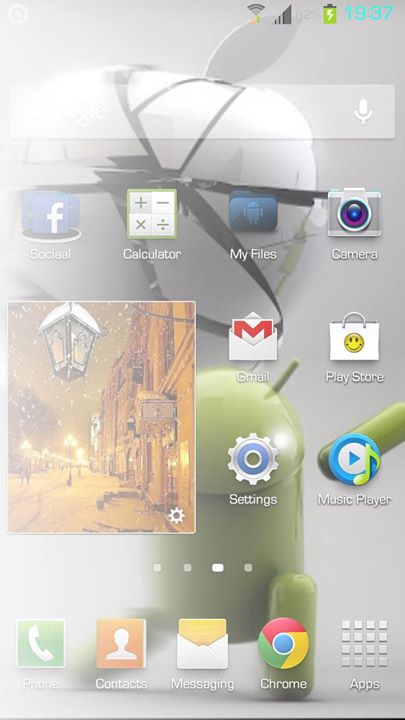 82% 19:37
Google
Sociaal Calculator My Files Camera
Gmail Play Store
Settings Music Player
Phone Contacts Messaging Chrome Apps